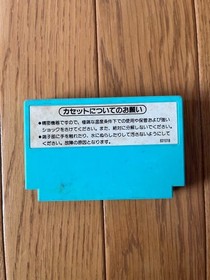 カセットについてのお願い
●精密機器ですので、極端な温度条件下での使用や保管および強い
ショックをさけてください。また、絶対に分解しないでください。
●端子部に手を触れたり、水にぬらしたりして汚さないようにして
ください。故障の原因となります。